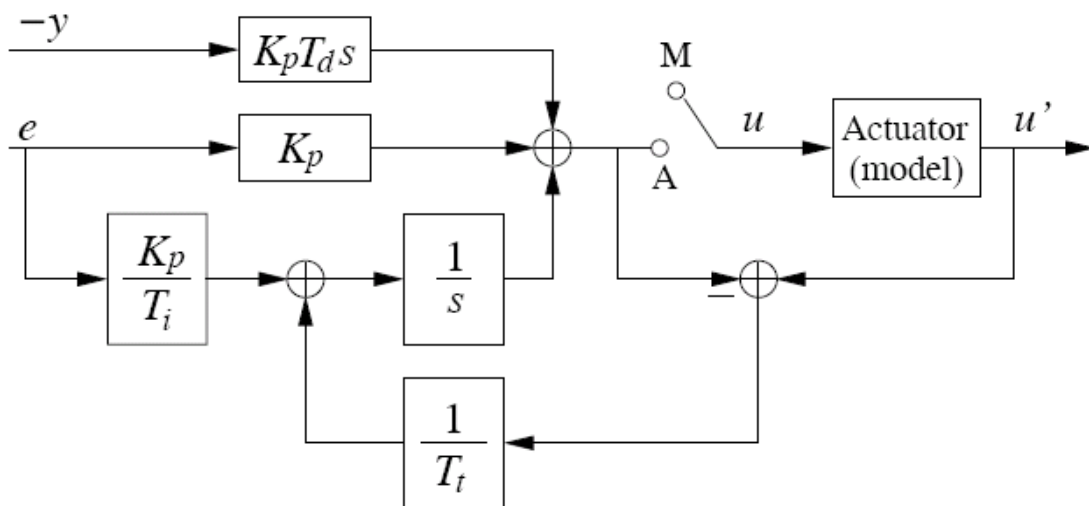 −y
K_pT_ds
M
e
K_p
u
Actuator
(model)
u’
A
K_p
T_i
1
s
−
1
T_t